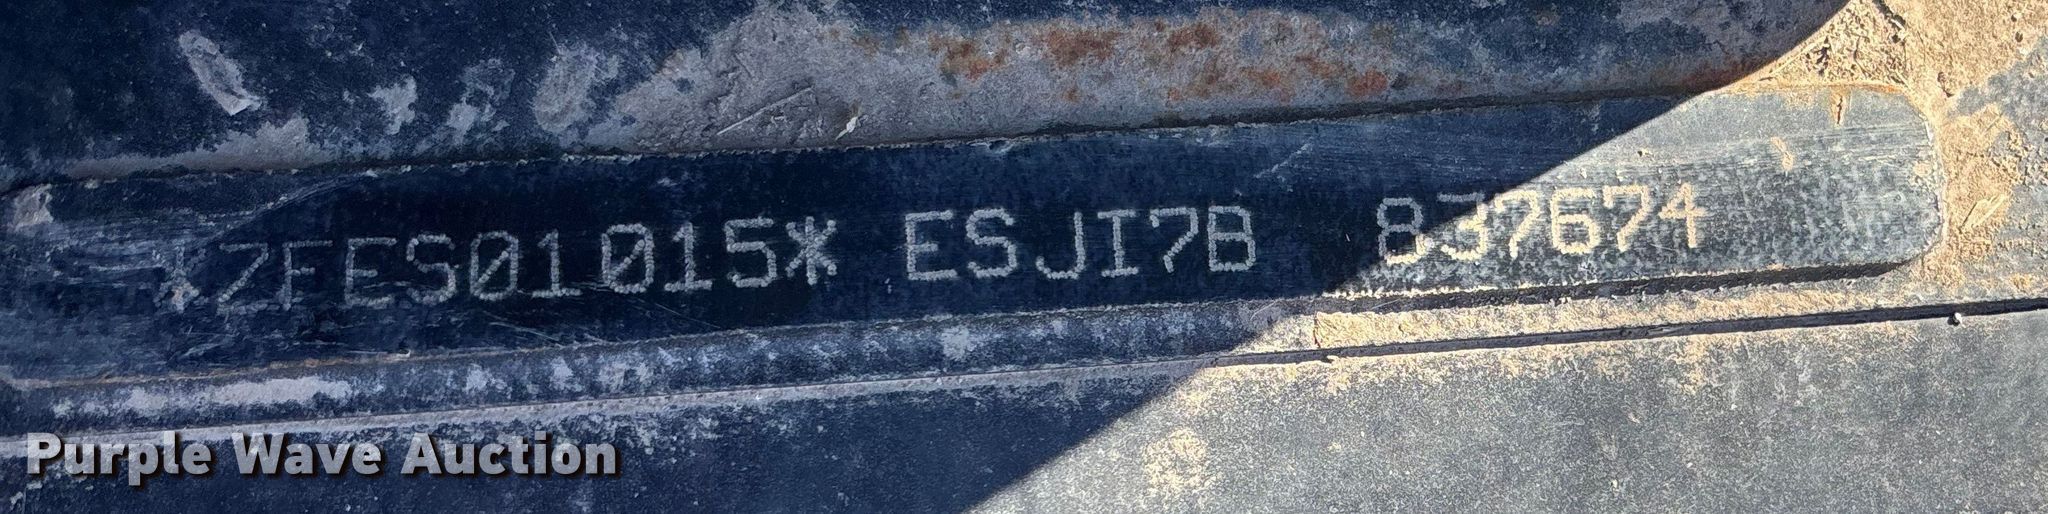 *ZFES01015* ESJI7B 837674
Purple Wave Auction